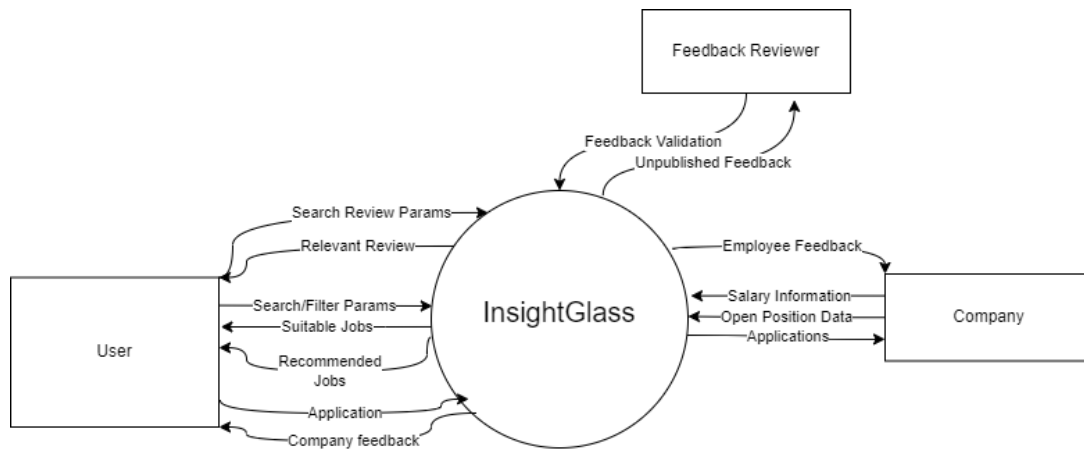 Feedback Reviewer
Feedback Validation
Unpublished Feedback
Search Review Params
Relevant Review
Employee Feedback
Search/Filter Params
Salary Information
Suitable Jobs
Open Position Data
InsightGlass
Company
User
Applications
Recommended
Jobs
Application
Company feedback